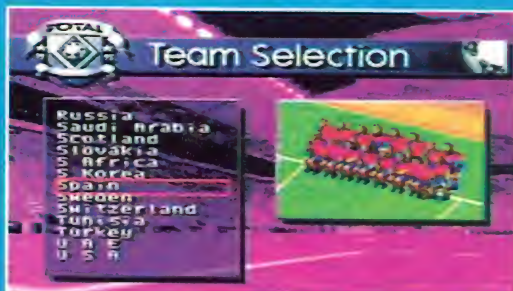 TOTAL
Team Selection
Russia
Saudi Arabia
Scotland
Slovakia
S Africa
S Korea
Spain
Sweden
Switzerland
Tunisia
Turkey
U A E
U S A